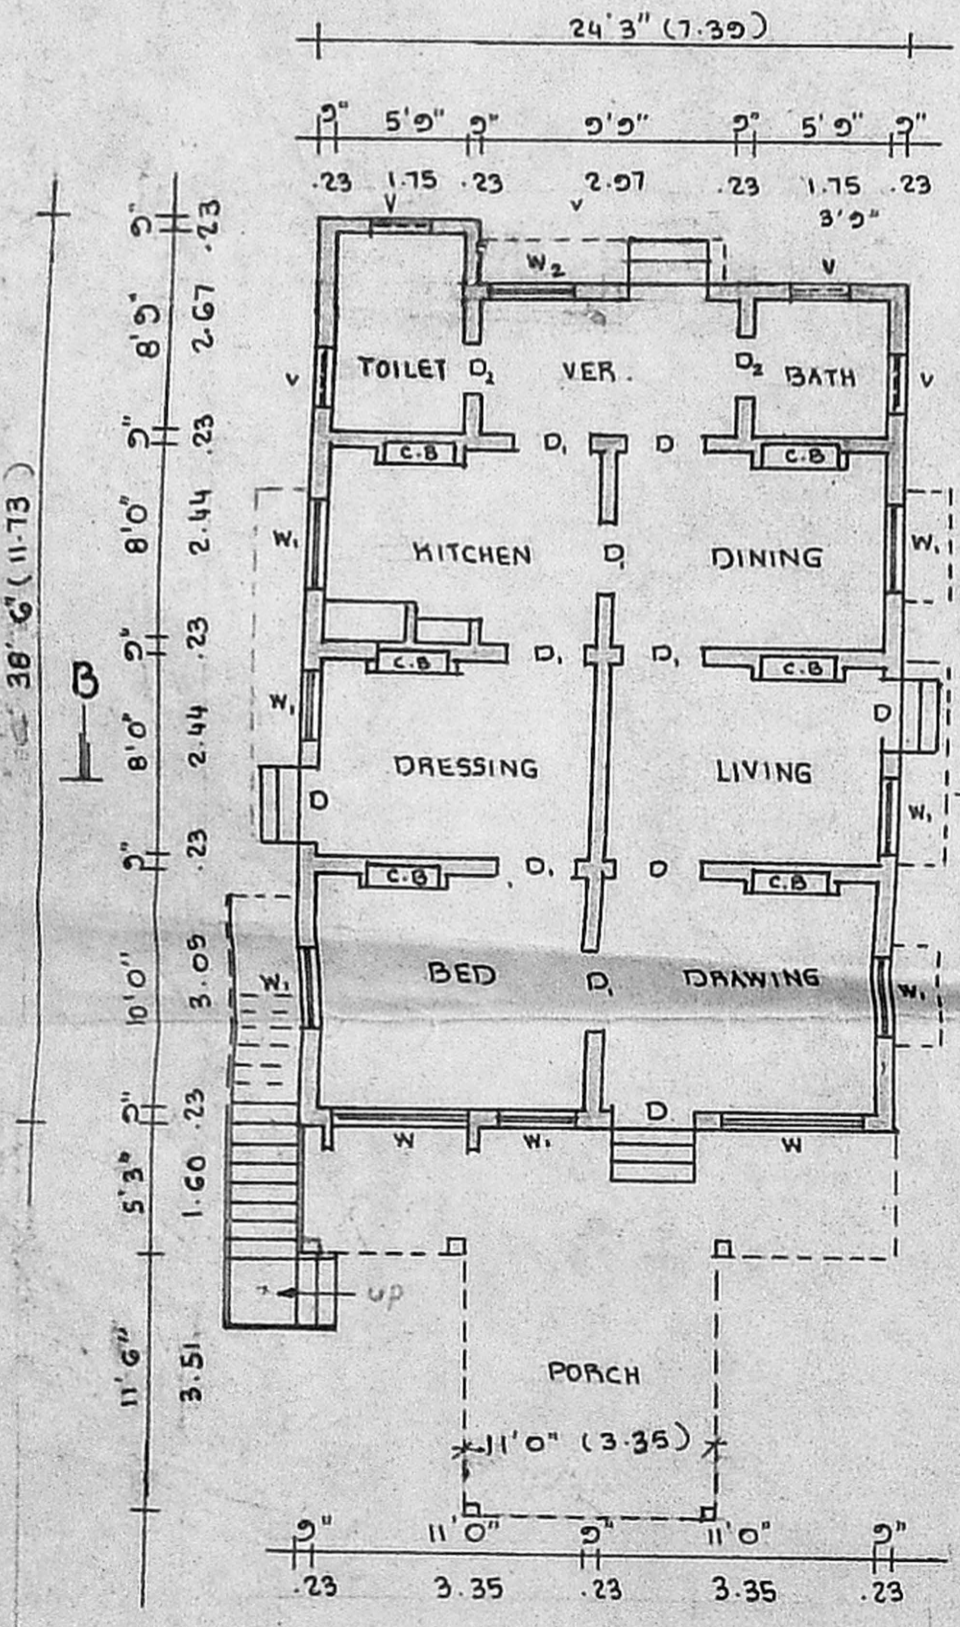 24'3" (7.39)
9" 5'9" 9" 9'9" 9" 5'9" 9"
.23 1.75 .23 2.97 .23 1.75 .23
3'9"
V V V
W2
9" .23
8'9" 2.67
V TOILET D2 VER. D2 BATH V
9" .23
D1 D
C.B C.B
38' 6" (11.73)
8'0" 2.44
W1 KITCHEN D1 DINING W1
9" .23
D1 D1
C.B C.B
B
W1 D
8'0" 2.44
DRESSING LIVING
D W1
9" .23
D1 D
C.B C.B
10'0" 3.09
W1 BED D1 DRAWING W1
9" .23
D
W W1 W
5'3" 1.60
UP
11'6" 3.51
PORCH
11'0" (3.35)
9" 11'0" 9" 11'0" 9"
.23 3.35 .23 3.35 .23